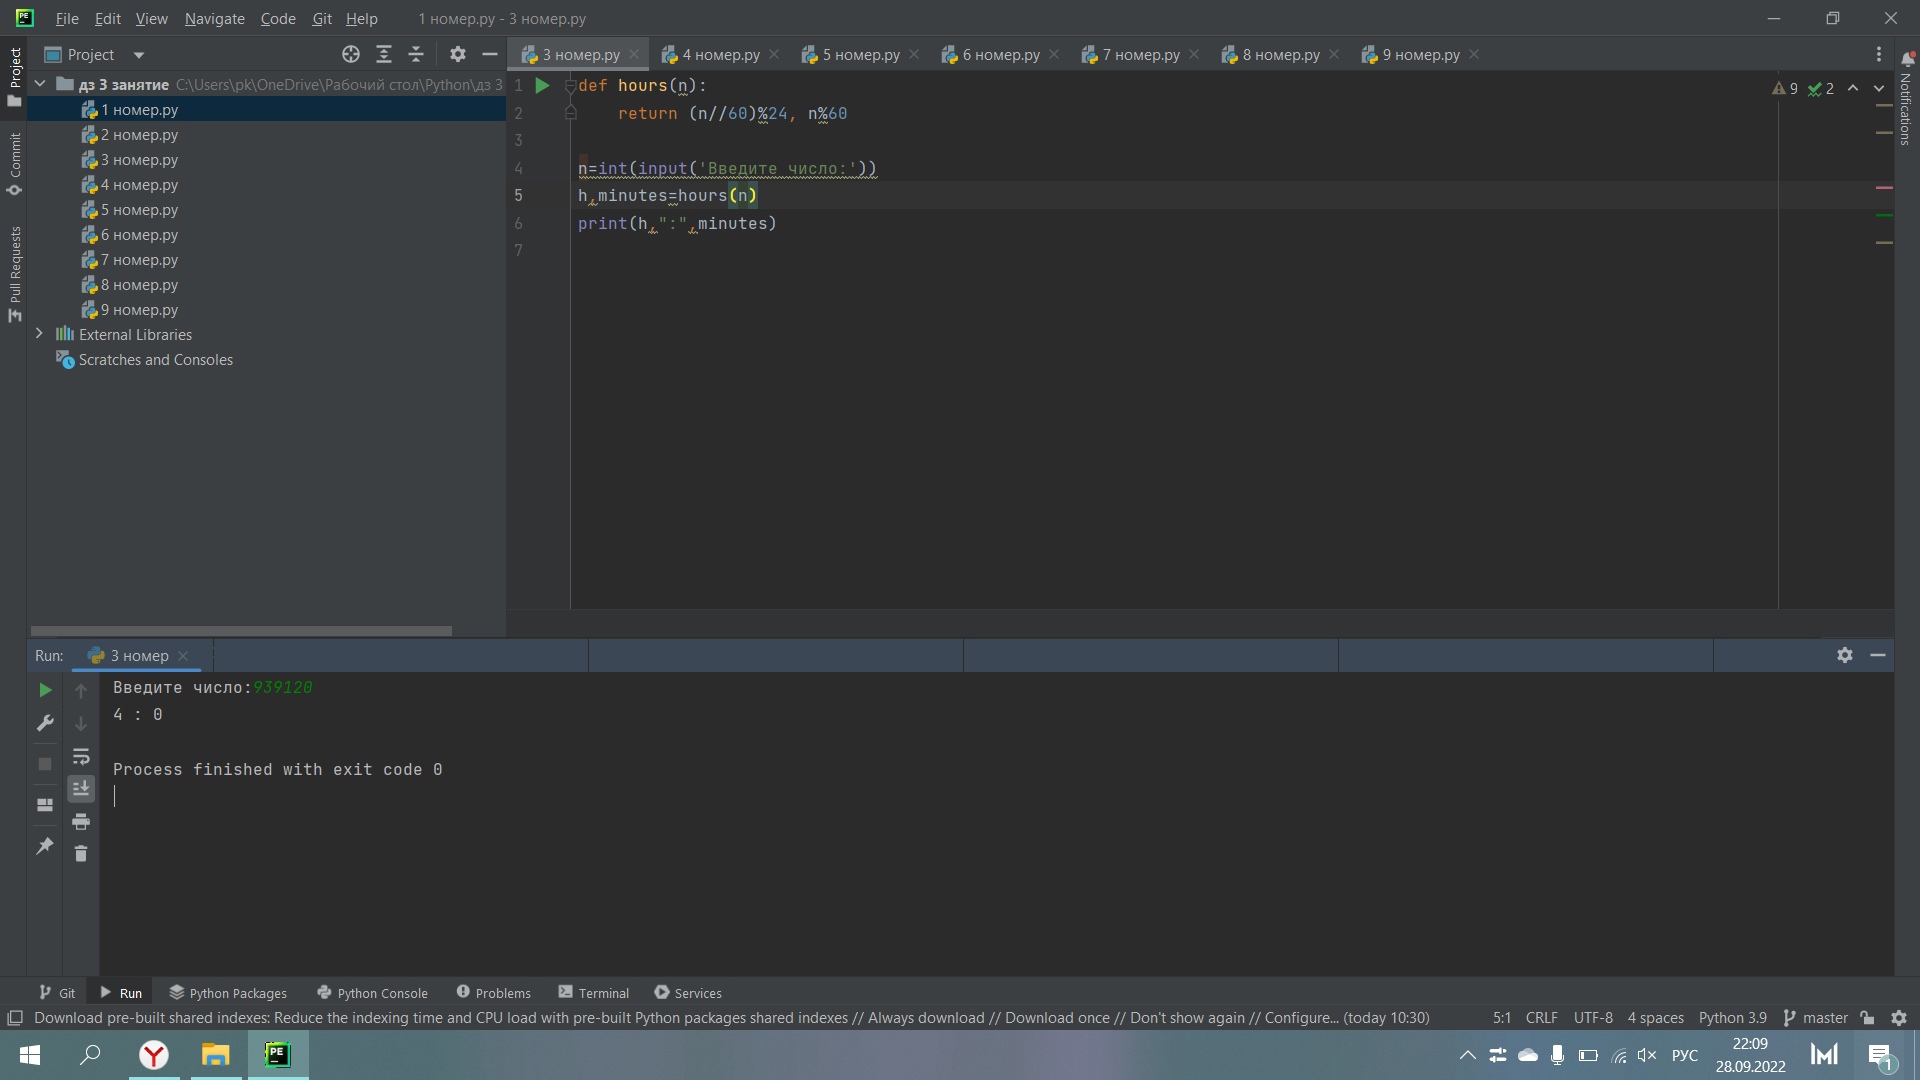 File Edit View Navigate Code Git Help 1 номер.py - 3 номер.py
Project
3 номер.py 4 номер.py 5 номер.py 6 номер.py 7 номер.py 8 номер.py 9 номер.py
дз 3 занятие C:\Users\pk\OneDrive\Рабочий стол\Python\дз 3
1 номер.py
2 номер.py
3 номер.py
4 номер.py
5 номер.py
6 номер.py
7 номер.py
8 номер.py
9 номер.py
External Libraries
Scratches and Consoles
Project
Commit
Pull Requests
1 def hours(n):
2 return (n//60)%24, n%60
3
4 n=int(input('Введите число:'))
5 h,minutes=hours(n)
6 print(h,":",minutes)
7
9 2
Notifications
Run: 3 номер
Введите число:939120
4 : 0
Process finished with exit code 0
Git Run Python Packages Python Console Problems Terminal Services
Download pre-built shared indexes: Reduce the indexing time and CPU load with pre-built Python packages shared indexes // Always download // Download once // Don't show again // Configure... (today 10:30) 5:1 CRLF UTF-8 4 spaces Python 3.9 master
РУС
22:09
28.09.2022
1